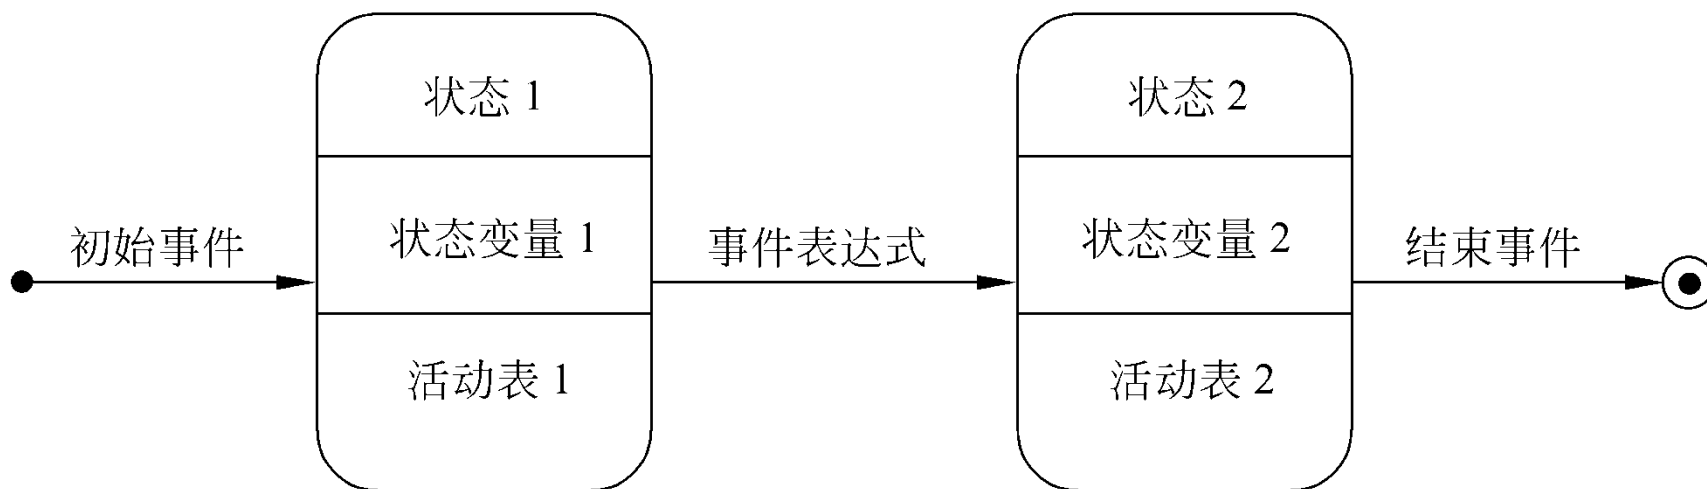 状态 1
状态 2
初始事件
状态变量 1
事件表达式
状态变量 2
结束事件
活动表 1
活动表 2